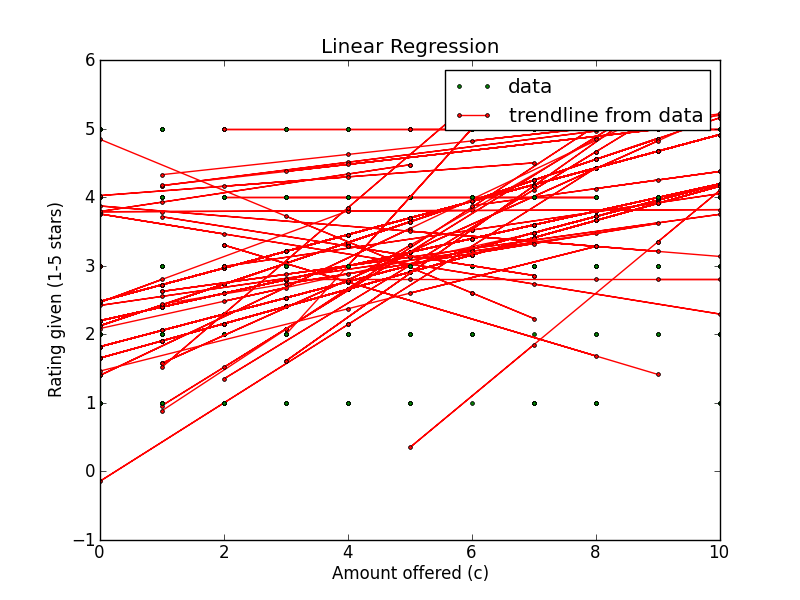 Linear Regression
data
trendline from data
6
5
4
3
2
1
0
−1
Rating given (1-5 stars)
0 2 4 6 8 10
Amount offered (c)